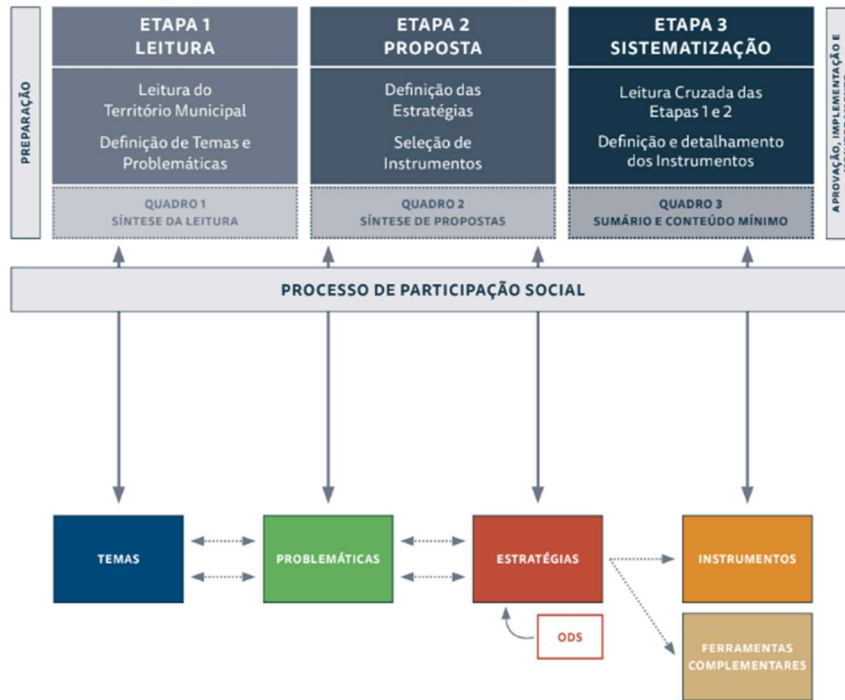 PREPARAÇÃO
ETAPA 1
LEITURA
Leitura do
Território Municipal
Definição de Temas e
Problemáticas
QUADRO 1
SÍNTESE DA LEITURA
ETAPA 2
PROPOSTA
Definição das
Estratégias
Seleção de
Instrumentos
QUADRO 2
SÍNTESE DE PROPOSTAS
ETAPA 3
SISTEMATIZAÇÃO
Leitura Cruzada das
Etapas 1 e 2
Definição e detalhamento
dos Instrumentos
QUADRO 3
SUMÁRIO E CONTEÚDO MÍNIMO
APROVAÇÃO, IMPLEMENTAÇÃO E
PROCESSO DE PARTICIPAÇÃO SOCIAL
TEMAS
PROBLEMÁTICAS
ESTRATÉGIAS
INSTRUMENTOS
ODS
FERRAMENTAS
COMPLEMENTARES